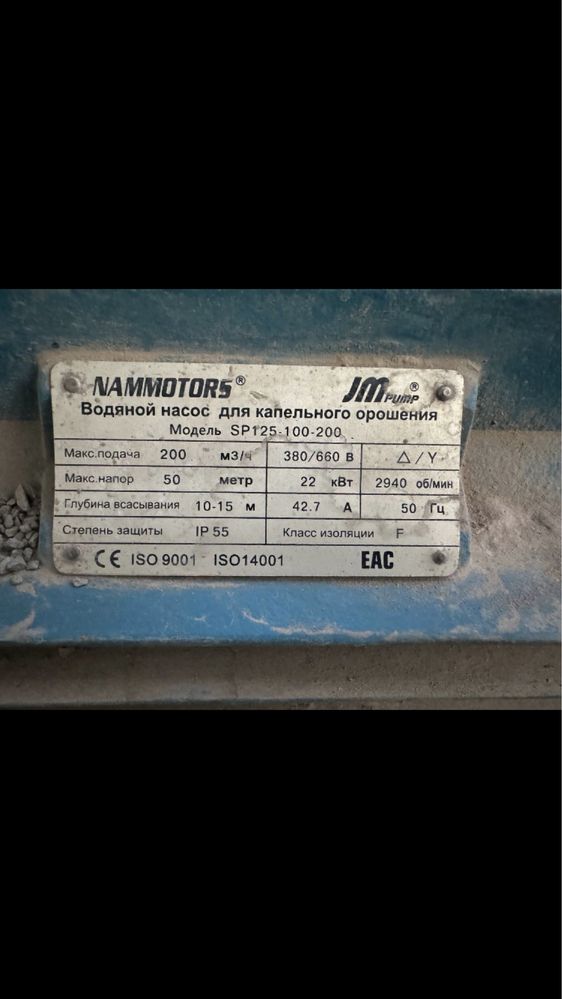 NAMMOTORS® JM PUMP®
Водяной насос для капельного орошения
Модель SP125-100-200
Макс.подача 200 м3/ч 380/660 В △/Y
Макс.напор 50 метр 22 кВт 2940 об/мин
Глубина всасывания 10-15 м 42.7 А 50 Гц
Степень защиты IP 55 Класс изоляции F
CE ISO 9001 ISO14001 EAC